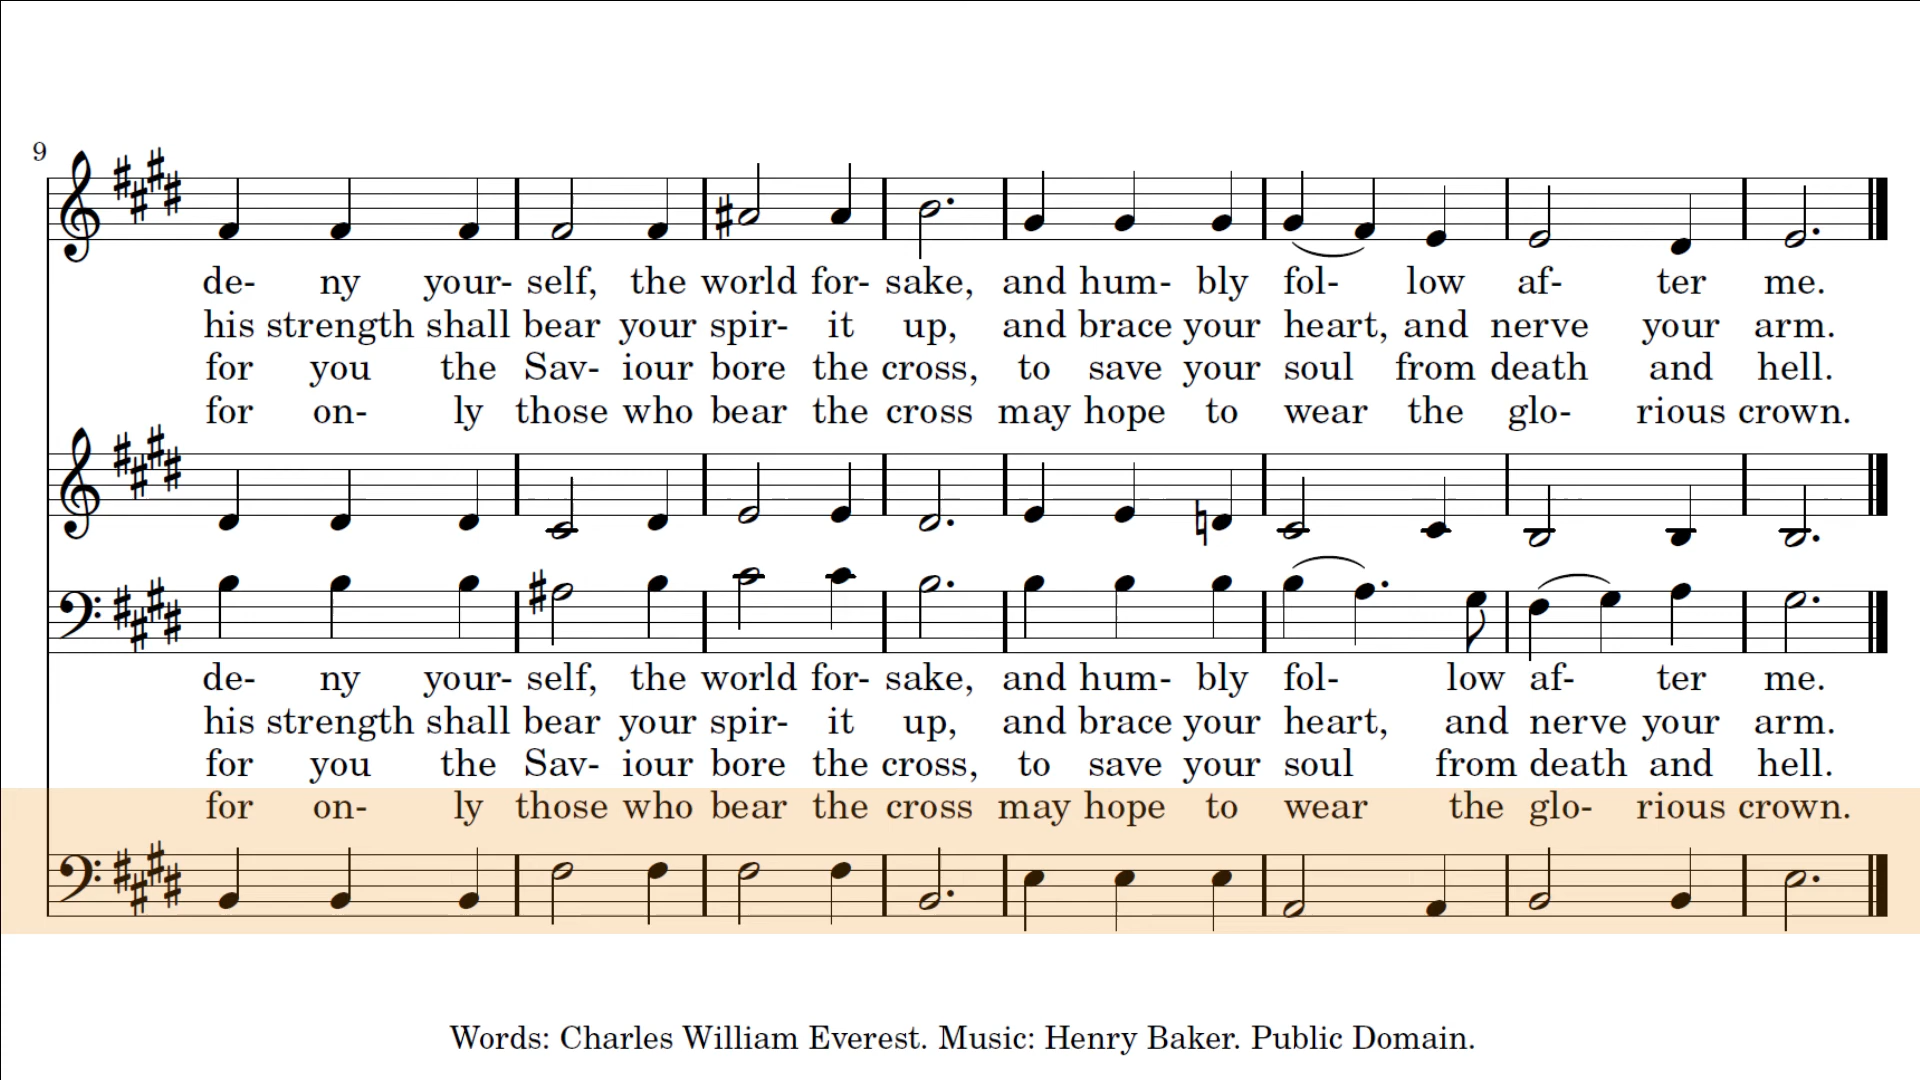 9
de- ny your- self, the world for- sake, and hum- bly fol- low af- ter me.
his strength shall bear your spir- it up, and brace your heart, and nerve your arm.
for you the Sav- iour bore the cross, to save your soul from death and hell.
for on- ly those who bear the cross may hope to wear the glo- rious crown.
de- ny your- self, the world for- sake, and hum- bly fol- low af- ter me.
his strength shall bear your spir- it up, and brace your heart, and nerve your arm.
for you the Sav- iour bore the cross, to save your soul from death and hell.
for on- ly those who bear the cross may hope to wear the glo- rious crown.
Words: Charles William Everest. Music: Henry Baker. Public Domain.